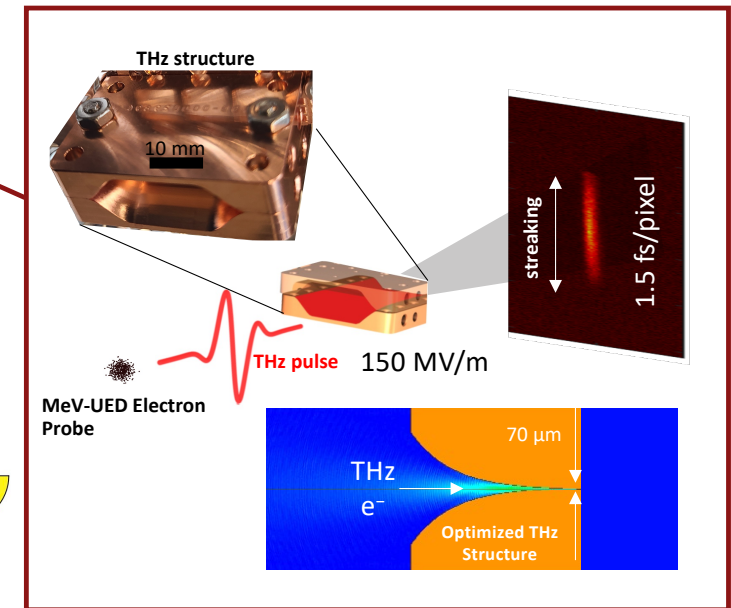 THz structure
10 mm
streaking
1.5 fs/pixel
THz pulse
150 MV/m
MeV-UED Electron
Probe
70 µm
THz
e⁻
Optimized THz
Structure